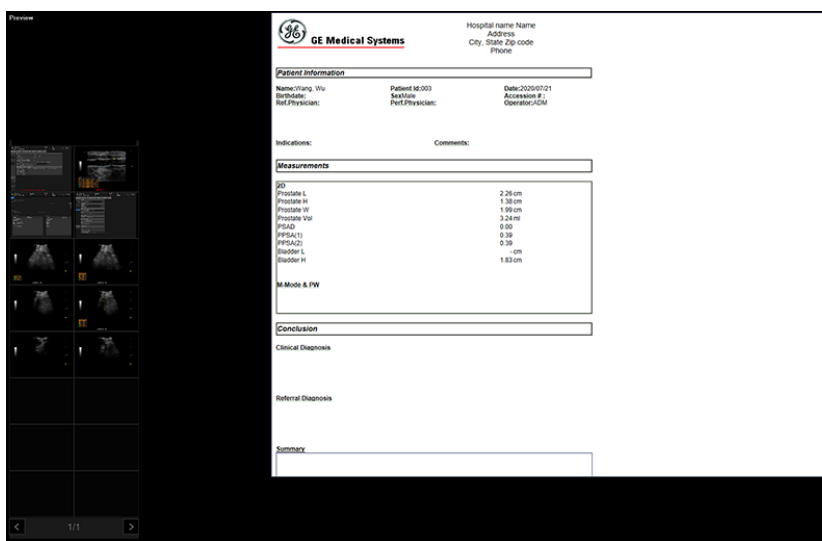 Preview
GE Medical Systems
Hospital name Name
Address
City, State Zip code
Phone
Patient Information
Name:Wang, Wu Patient Id:003 Date:2020/07/21
Birthdate: SexMale Accession # :
Ref.Physician: Perf.Physician: Operator:ADM
Indications: Comments:
Measurements
2D
Prostate L 2.26 cm
Prostate H 1.38 cm
Prostate W 1.99 cm
Prostate Vol 3.24 ml
PSAD 0.00
PPSA(1) 0.39
PPSA(2) 0.39
Bladder L - cm
Bladder H 1.83 cm
M-Mode & PW
Conclusion
Clinical Diagnosis
Referral Diagnosis
Summary
1/1